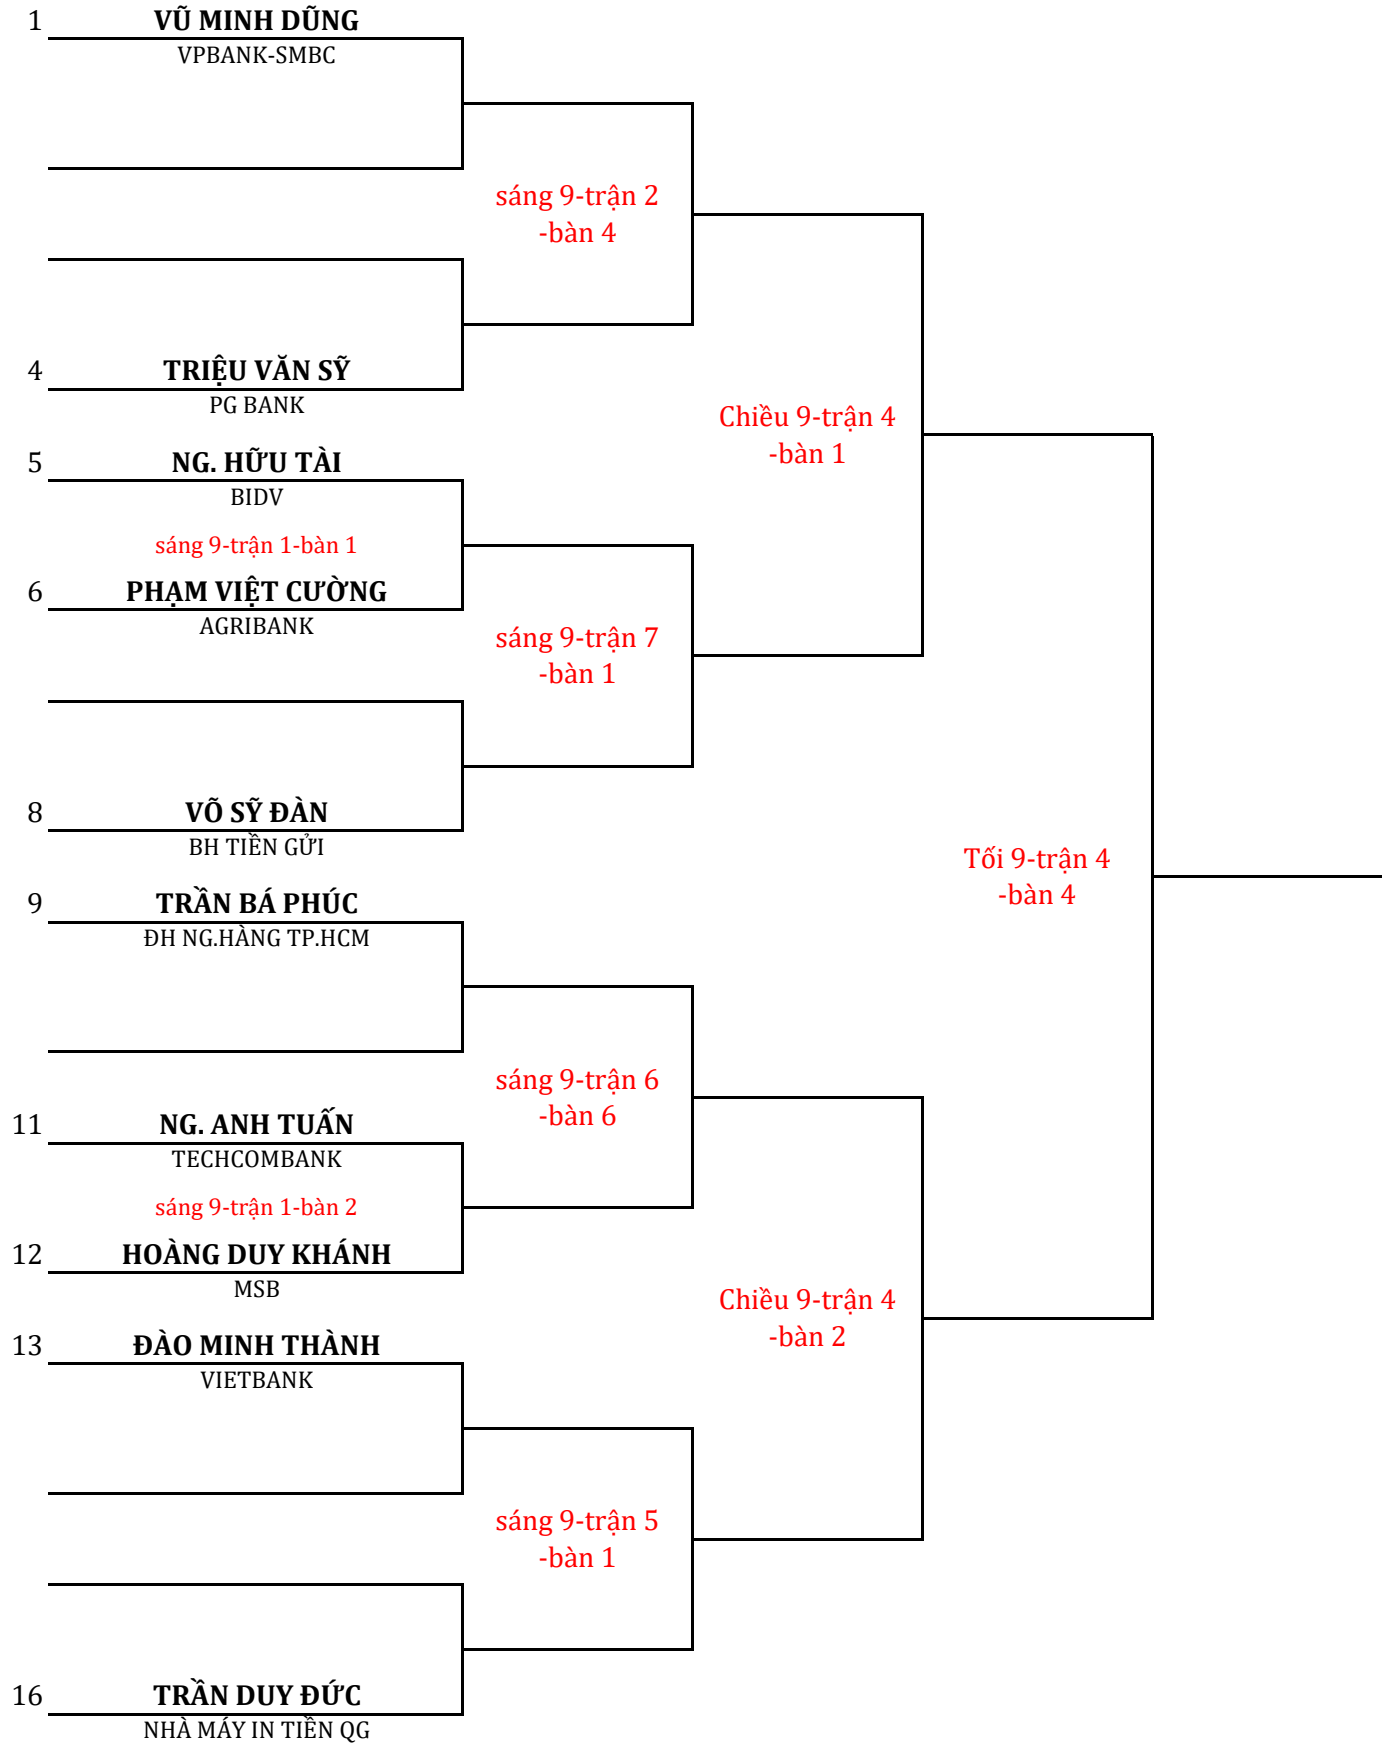 1 VŨ MINH DŨNG
VPBANK-SMBC
sáng 9-trận 2
-bàn 4
4 TRIỆU VĂN SỸ
PG BANK
Chiều 9-trận 4
-bàn 1
5 NG. HỮU TÀI
BIDV
sáng 9-trận 1-bàn 1
6 PHẠM VIỆT CƯỜNG
AGRIBANK
sáng 9-trận 7
-bàn 1
8 VÕ SỸ ĐÀN
BH TIỀN GỬI
Tối 9-trận 4
-bàn 4
9 TRẦN BÁ PHÚC
ĐH NG.HÀNG TP.HCM
sáng 9-trận 6
-bàn 6
11 NG. ANH TUẤN
TECHCOMBANK
sáng 9-trận 1-bàn 2
12 HOÀNG DUY KHÁNH
MSB
Chiều 9-trận 4
-bàn 2
13 ĐÀO MINH THÀNH
VIETBANK
sáng 9-trận 5
-bàn 1
16 TRẦN DUY ĐỨC
NHÀ MÁY IN TIỀN QG